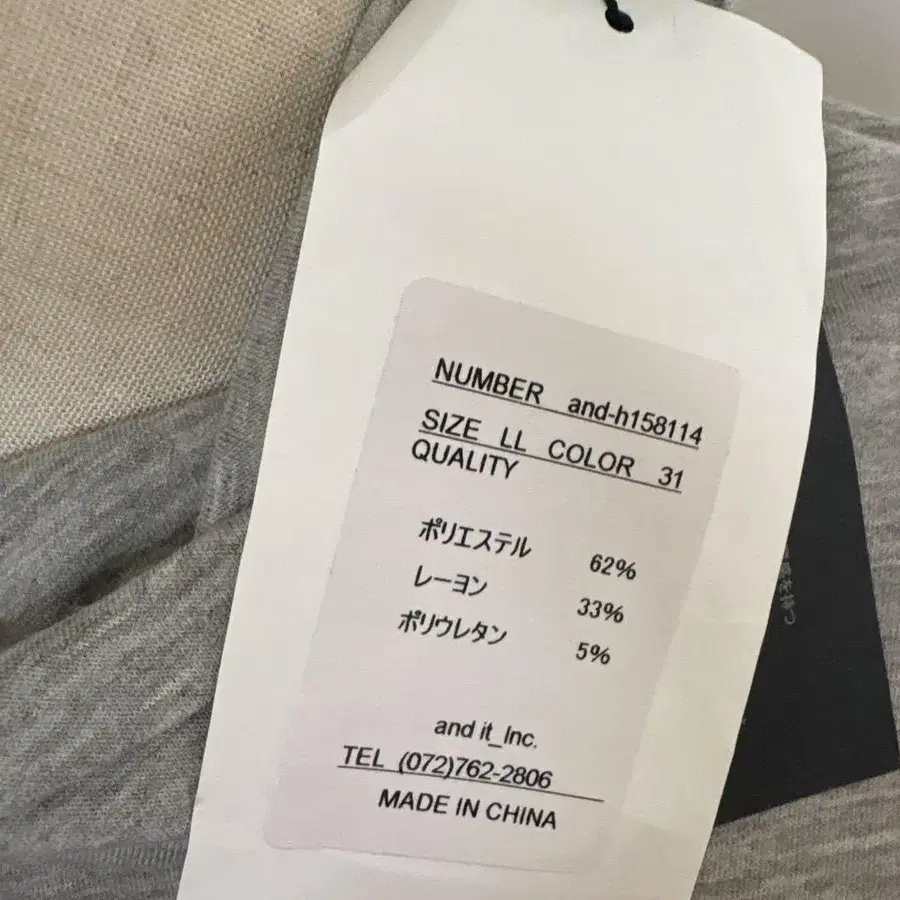 NUMBER and-h158114
SIZE LL COLOR 31
QUALITY
ポリエステル 62%
レーヨン 33%
ポリウレタン 5%
and it_Inc.
TEL (072)762-2806
MADE IN CHINA